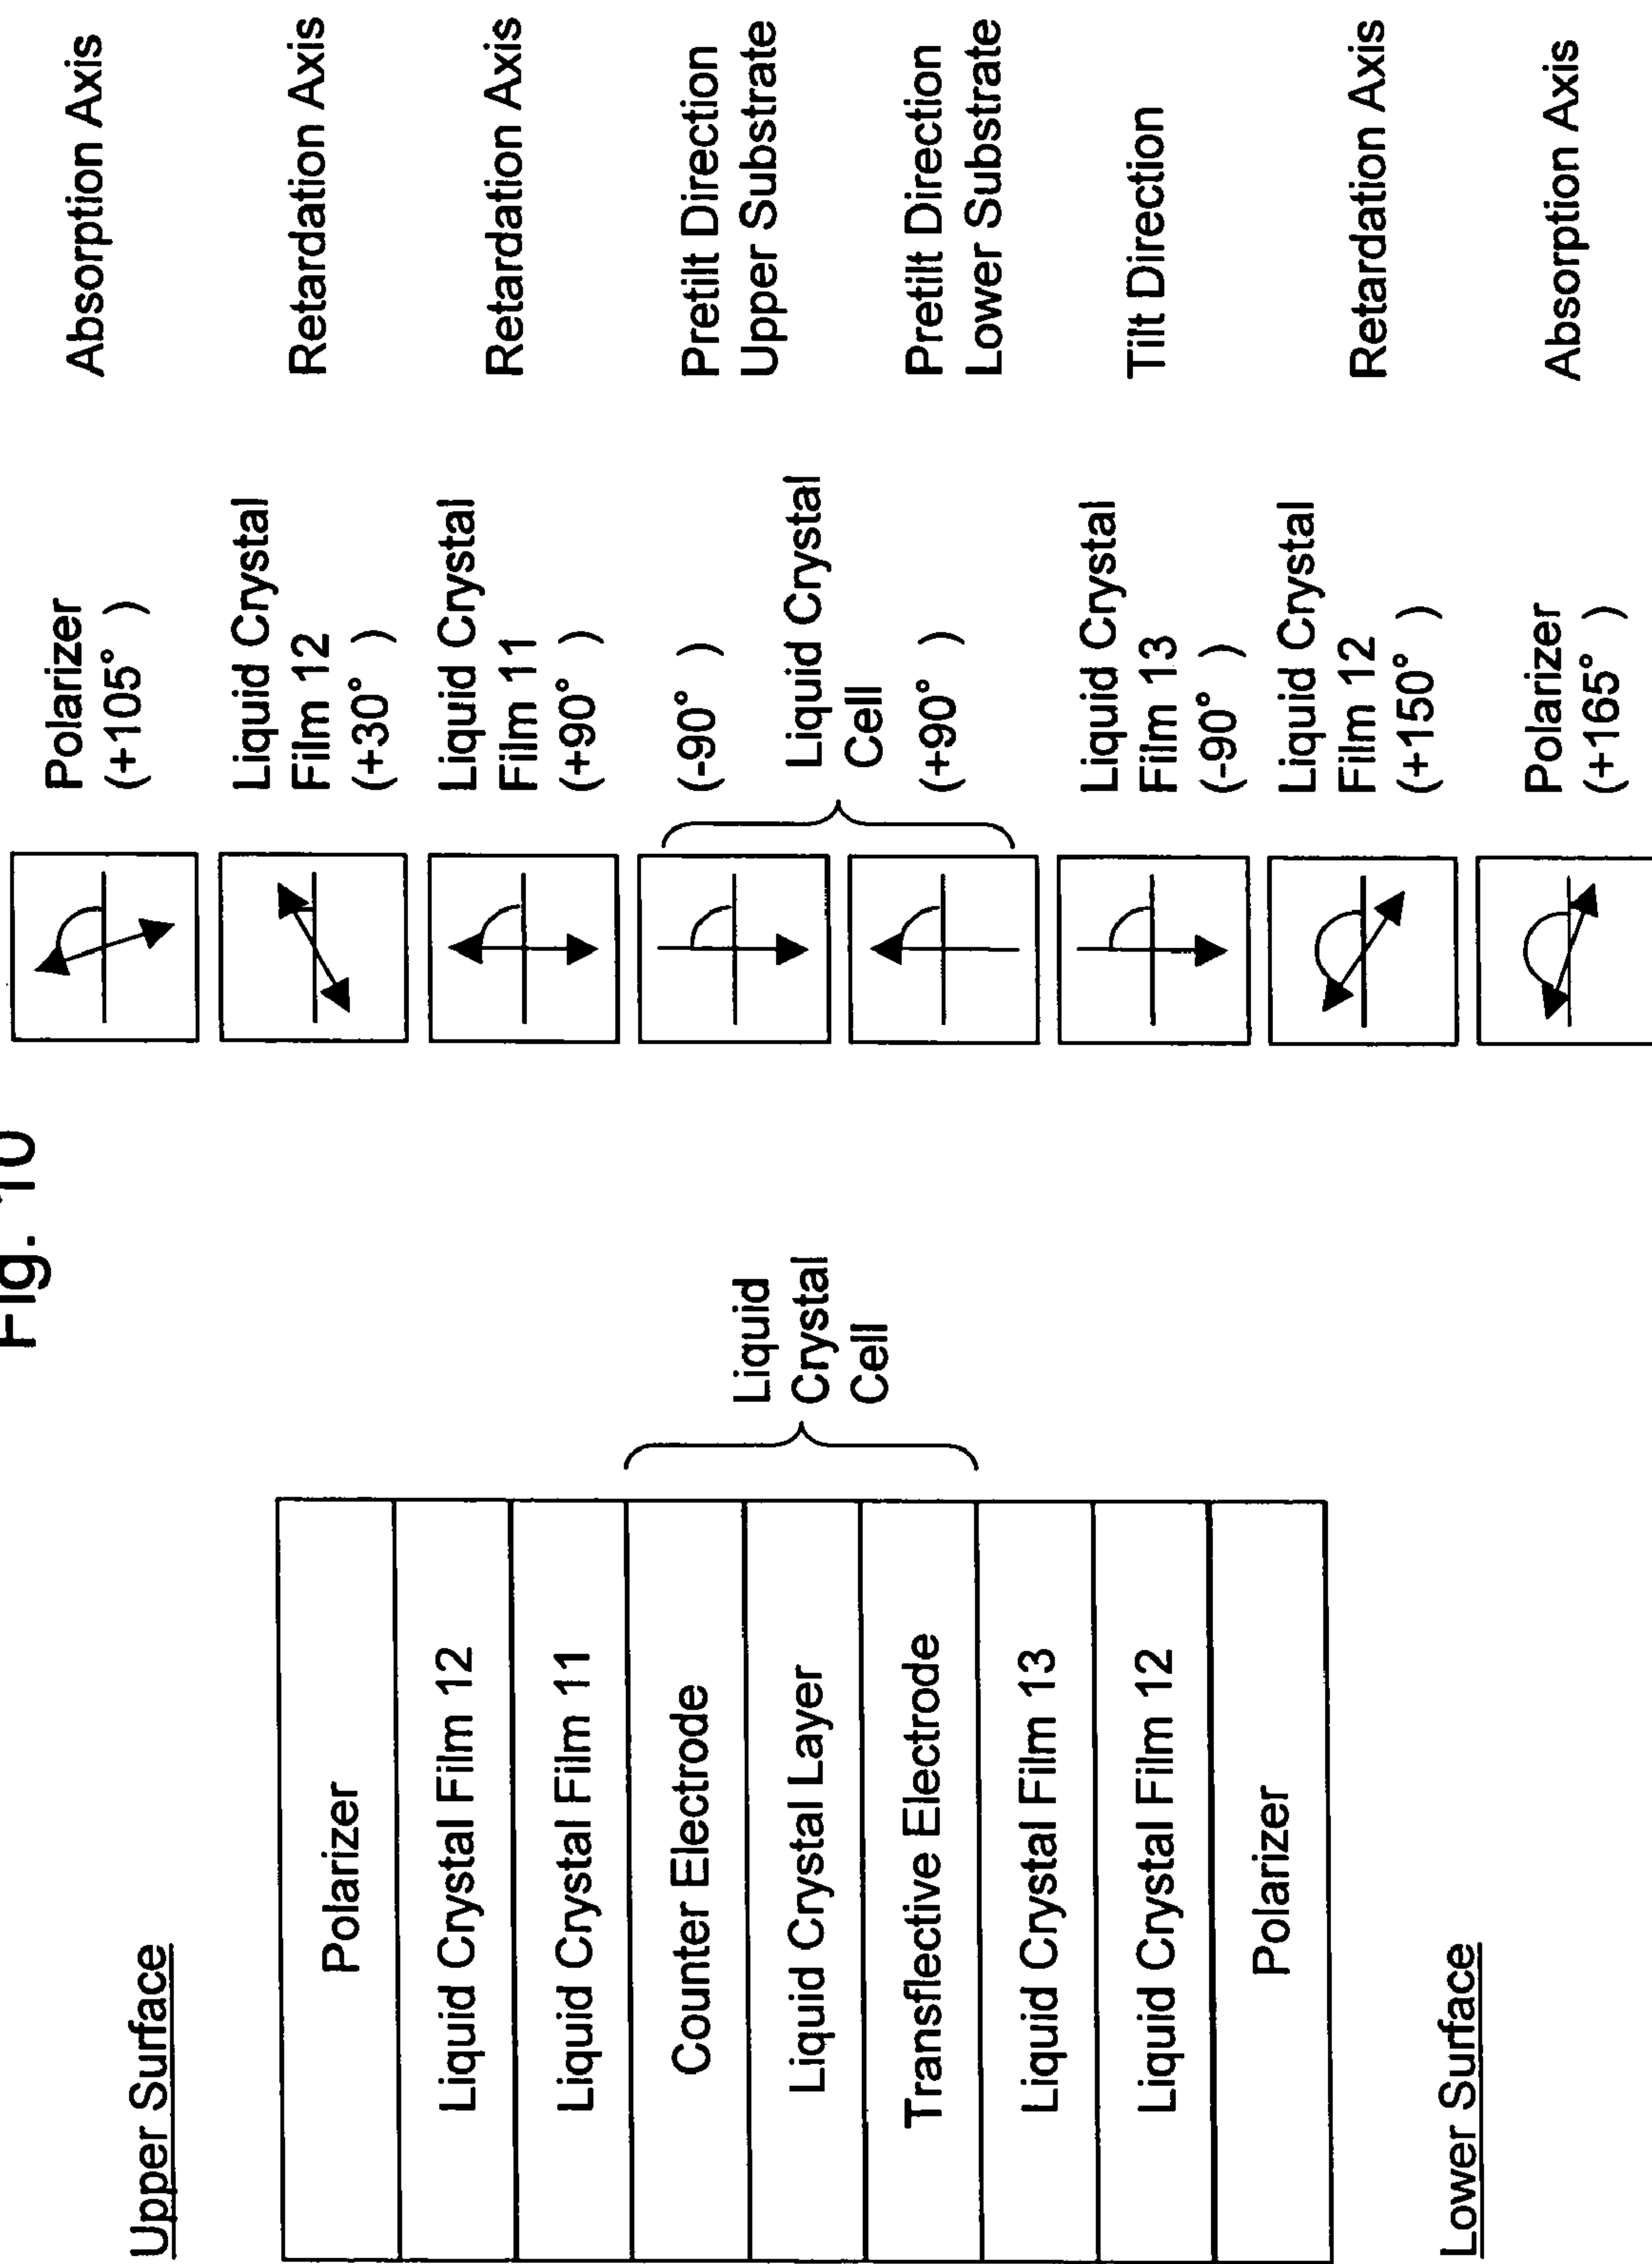 Fig. 10
Upper Surface
Polarizer
Liquid Crystal Film 12
Liquid Crystal Film 11
Counter Electrode
Liquid Crystal Layer
Transflective Electrode
Liquid Crystal Film 13
Liquid Crystal Film 12
Polarizer
Lower Surface
Liquid
Crystal
Cell
Polarizer
(+105° )
Absorption Axis
Liquid Crystal
Film 12
(+30° )
Retardation Axis
Liquid Crystal
Film 11
(+90° )
Retardation Axis
(-90° )
Pretilt Direction
Upper Substrate
Liquid Crystal
Cell
(+90° )
Pretilt Direction
Lower Substrate
Liquid Crystal
Film 13
(-90° )
Tilt Direction
Liquid Crystal
Film 12
(+150° )
Retardation Axis
Polarizer
(+165° )
Absorption Axis